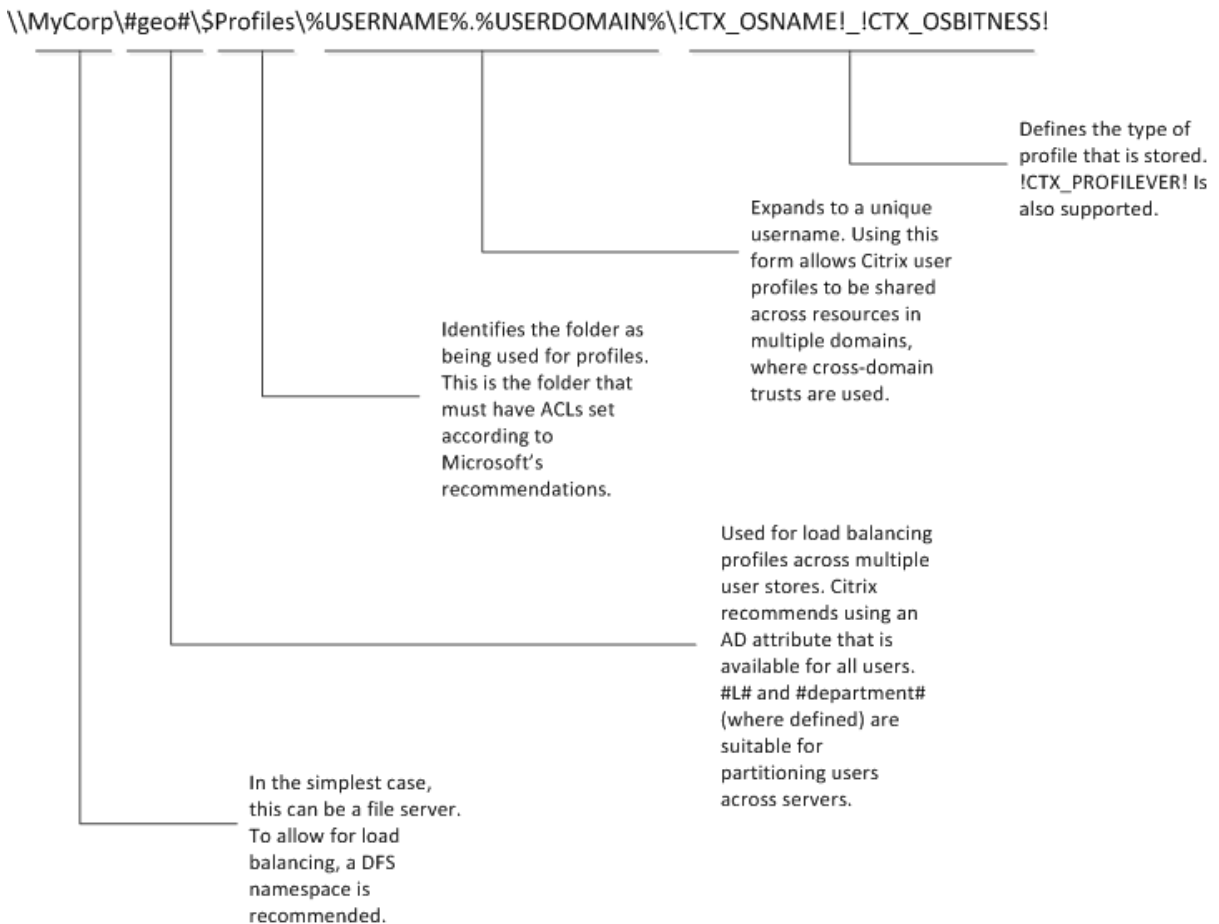 \\MyCorp\#geo#\$Profiles\%USERNAME%.%USERDOMAIN%\!CTX_OSNAME!_!CTX_OSBITNESS!
Defines the type of
profile that is stored.
!CTX_PROFILEVER! Is
also supported.
Expands to a unique
username. Using this
form allows Citrix user
profiles to be shared
across resources in
multiple domains,
where cross-domain
trusts are used.
Identifies the folder as
being used for profiles.
This is the folder that
must have ACLs set
according to
Microsoft’s
recommendations.
Used for load balancing
profiles across multiple
user stores. Citrix
recommends using an
AD attribute that is
available for all users.
#L# and #department#
(where defined) are
suitable for
partitioning users
across servers.
In the simplest case,
this can be a file server.
To allow for load
balancing, a DFS
namespace is
recommended.